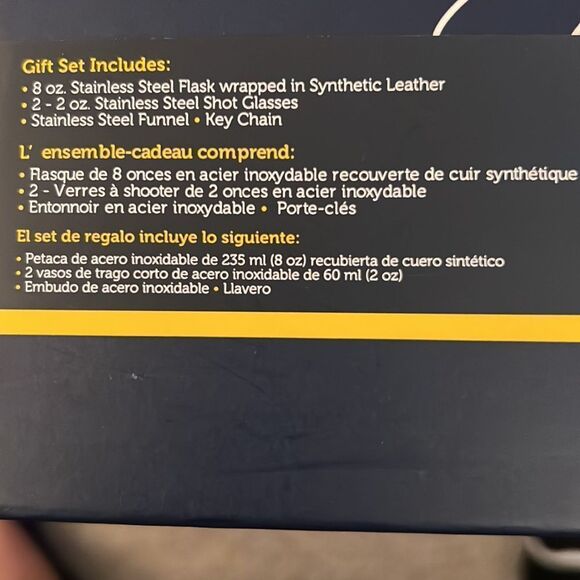 Gift Set Includes:
• 8 oz. Stainless Steel Flask wrapped in Synthetic Leather
• 2 - 2 oz. Stainless Steel Shot Glasses
• Stainless Steel Funnel • Key Chain
L' ensemble-cadeau comprend:
• Flasque de 8 onces en acier inoxydable recouverte de cuir synthétique
• 2 - Verres à shooter de 2 onces en acier inoxydable
• Entonnoir en acier inoxydable • Porte-clés
El set de regalo incluye lo siguiente:
• Petaca de acero inoxidable de 235 ml (8 oz) recubierta de cuero sintético
• 2 vasos de trago corto de acero inoxidable de 60 ml (2 oz)
• Embudo de acero inoxidable • Llavero